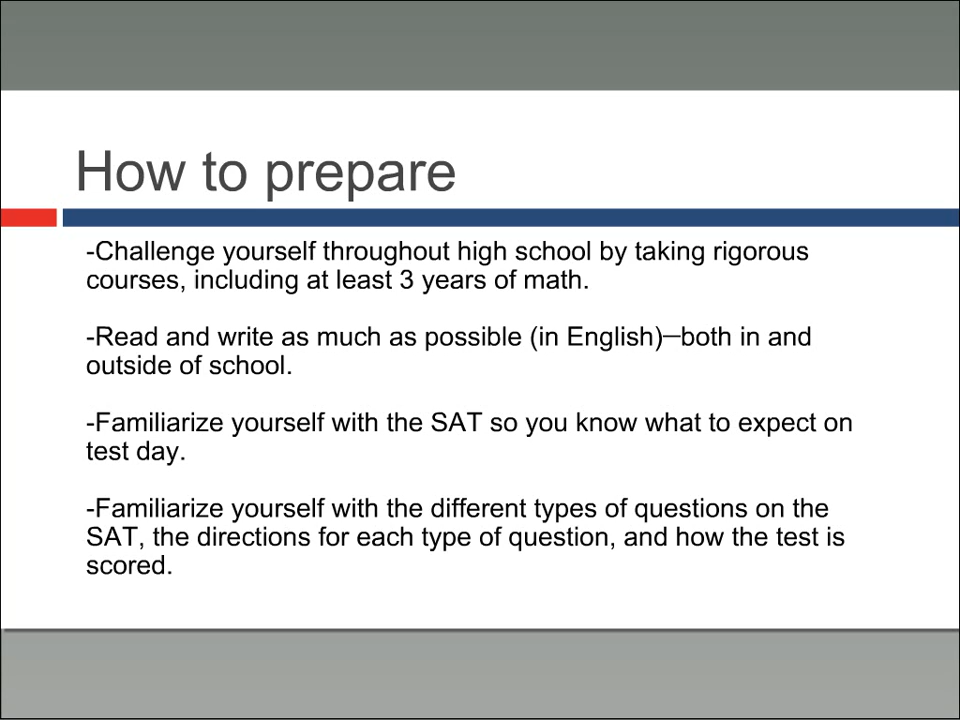 How to prepare
-Challenge yourself throughout high school by taking rigorous
courses, including at least 3 years of math.
-Read and write as much as possible (in English)—both in and
outside of school.
-Familiarize yourself with the SAT so you know what to expect on
test day.
-Familiarize yourself with the different types of questions on the
SAT, the directions for each type of question, and how the test is
scored.